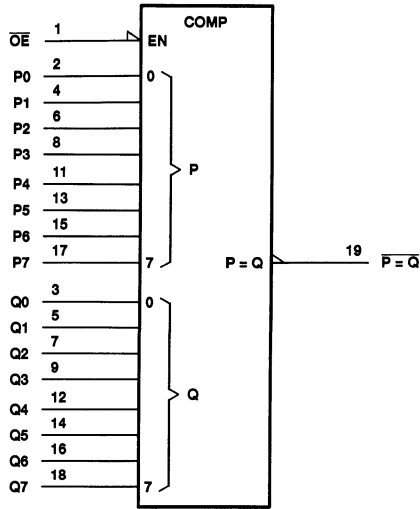 COMP
O̅E̅ 1 EN
P0 2 0
P1 4
P2 6
P3 8
P
P4 11
P5 13
P6 15
P7 17 7
P = Q 19 P̅ ̅=̅ ̅Q̅
Q0 3 0
Q1 5
Q2 7
Q3 9
Q
Q4 12
Q5 14
Q6 16
Q7 18 7